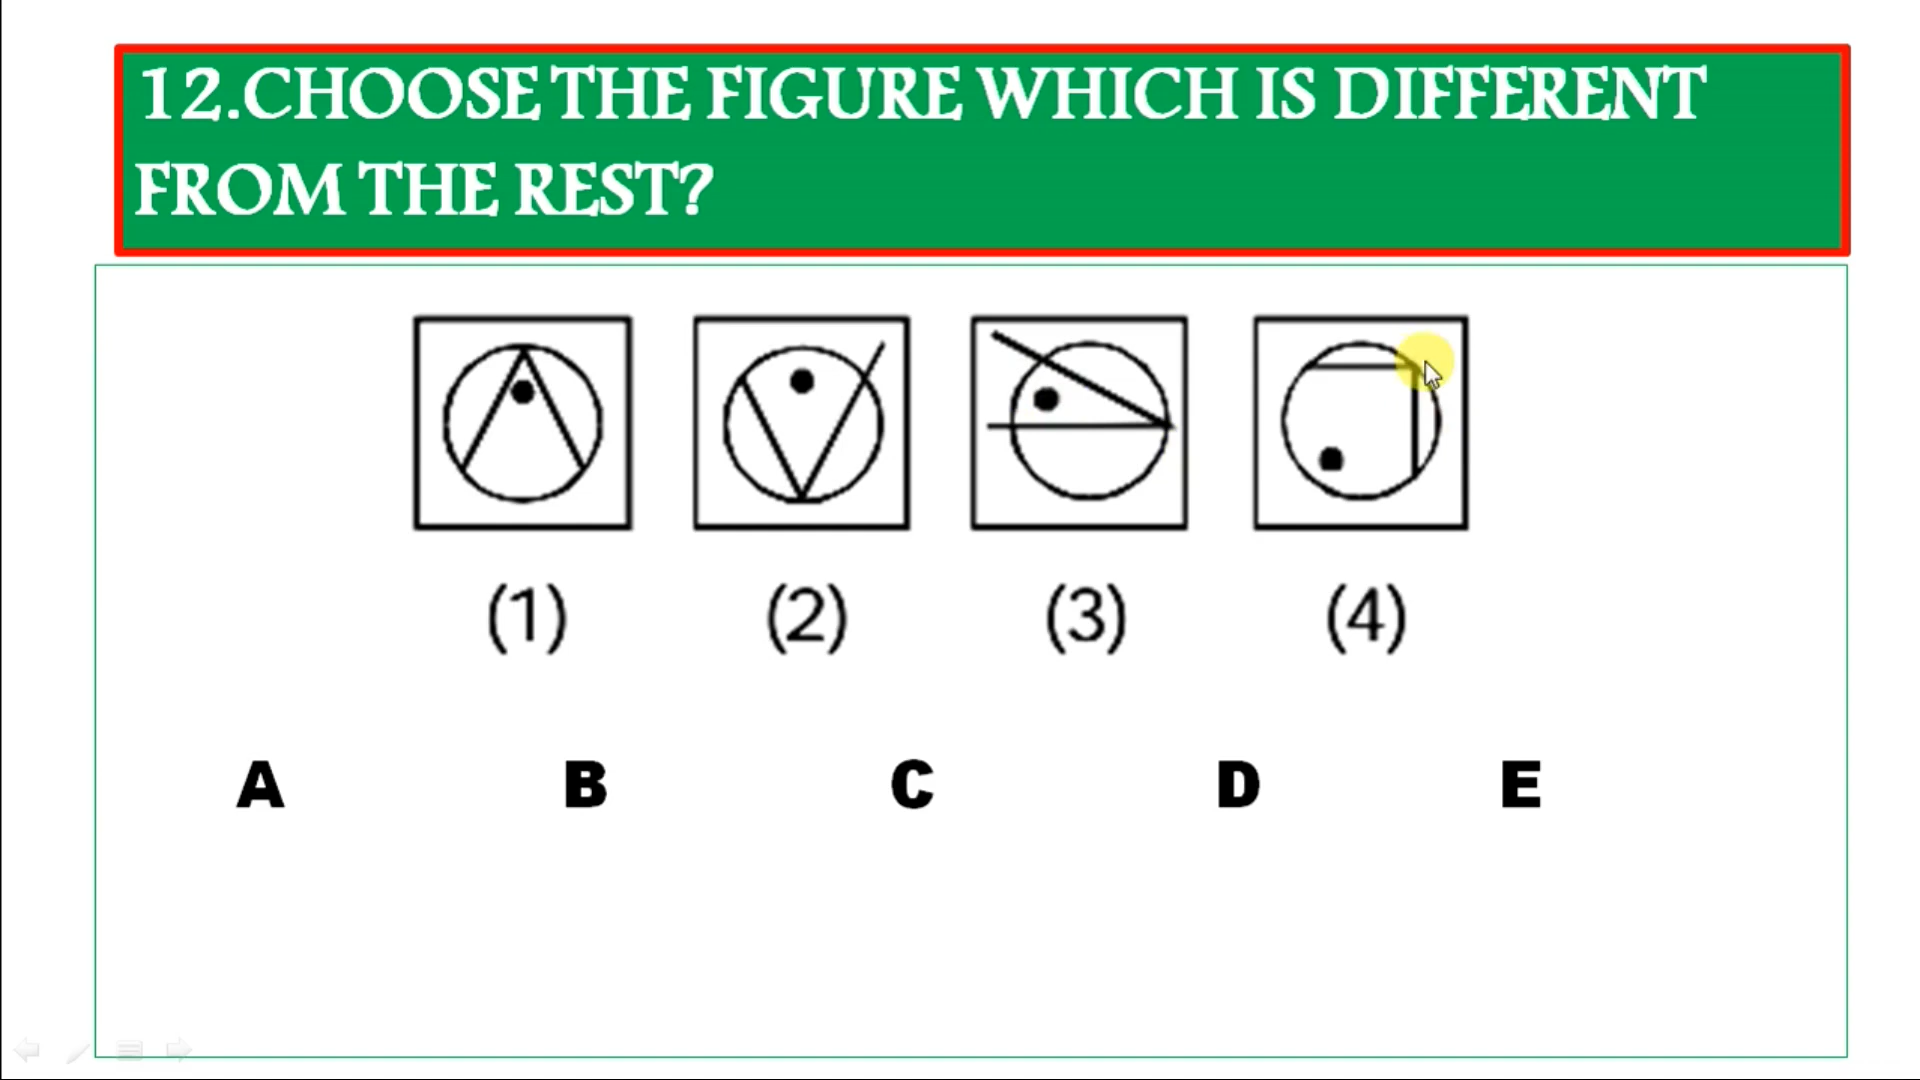 12.CHOOSE THE FIGURE WHICH IS DIFFERENT
FROM THE REST?
(1) (2) (3) (4)
A B C D E